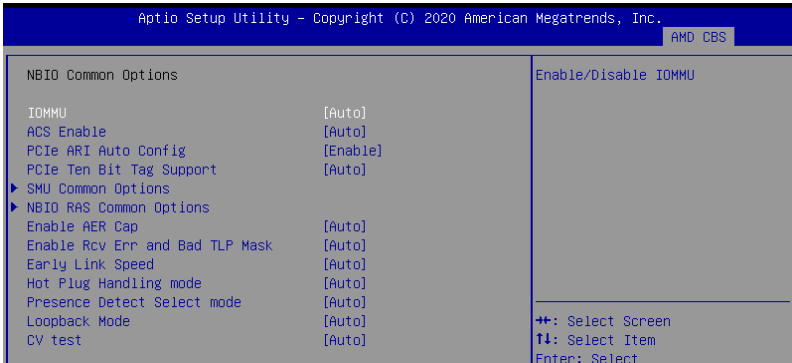 Aptio Setup Utility – Copyright (C) 2020 American Megatrends, Inc.
AMD CBS
NBIO Common Options
Enable/Disable IOMMU
IOMMU [Auto]
ACS Enable [Auto]
PCIe ARI Auto Config [Enable]
PCIe Ten Bit Tag Support [Auto]
SMU Common Options
NBIO RAS Common Options
Enable AER Cap [Auto]
Enable Rcv Err and Bad TLP Mask [Auto]
Early Link Speed [Auto]
Hot Plug Handling mode [Auto]
Presence Detect Select mode [Auto]
Loopback Mode [Auto]
CV test [Auto]
→←: Select Screen
↑↓: Select Item
Enter: Select